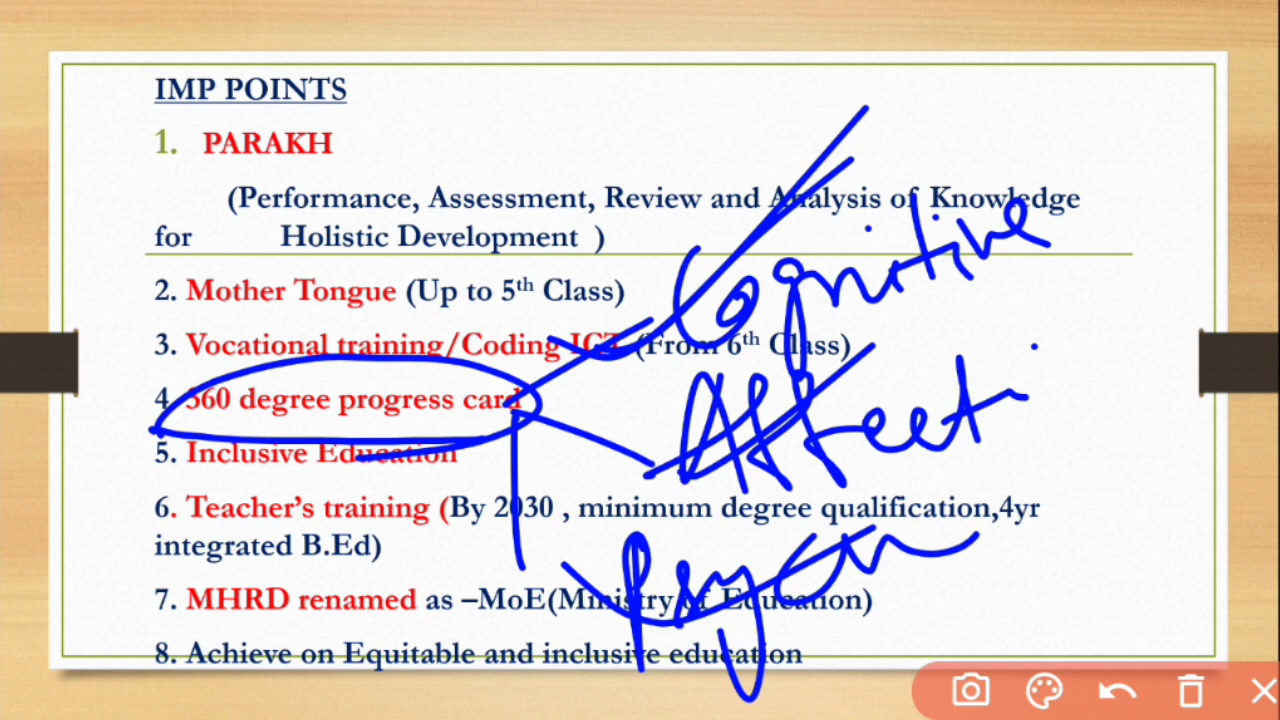 IMP POINTS
1. PARAKH
(Performance, Assessment, Review and Analysis of Knowledge
for Holistic Development )
2. Mother Tongue (Up to 5th Class)
3. Vocational training/Coding ICT (From 6th Class)
4. 360 degree progress card
5. Inclusive Education
6. Teacher's training (By 2030 , minimum degree qualification,4yr
integrated B.Ed)
7. MHRD renamed as –MoE(Ministry of Education)
8. Achieve on Equitable and inclusive education
Cognitive
Affect